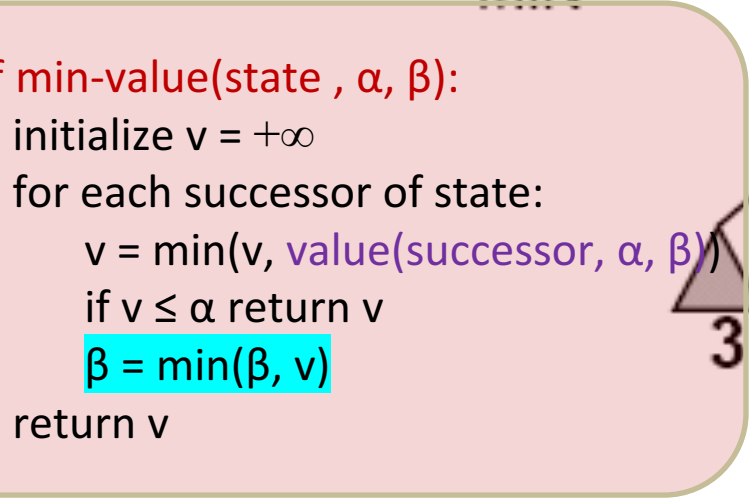 min-value(state , α, β):
initialize v = +∞
for each successor of state:
v = min(v, value(successor, α, β))
if v ≤ α return v
β = min(β, v)
3
return v